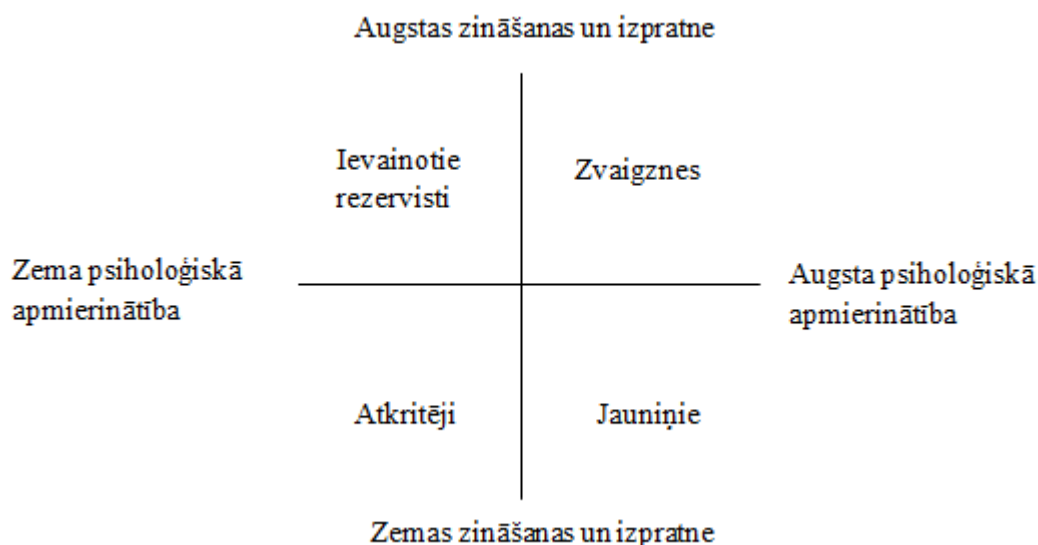 Augstas zināšanas un izpratne
Ievainotie
rezervisti
Zvaigznes
Zema psiholoģiskā
apmierinātība
Augsta psiholoģiskā
apmierinātība
Atkritēji
Jauniņie
Zemas zināšanas un izpratne